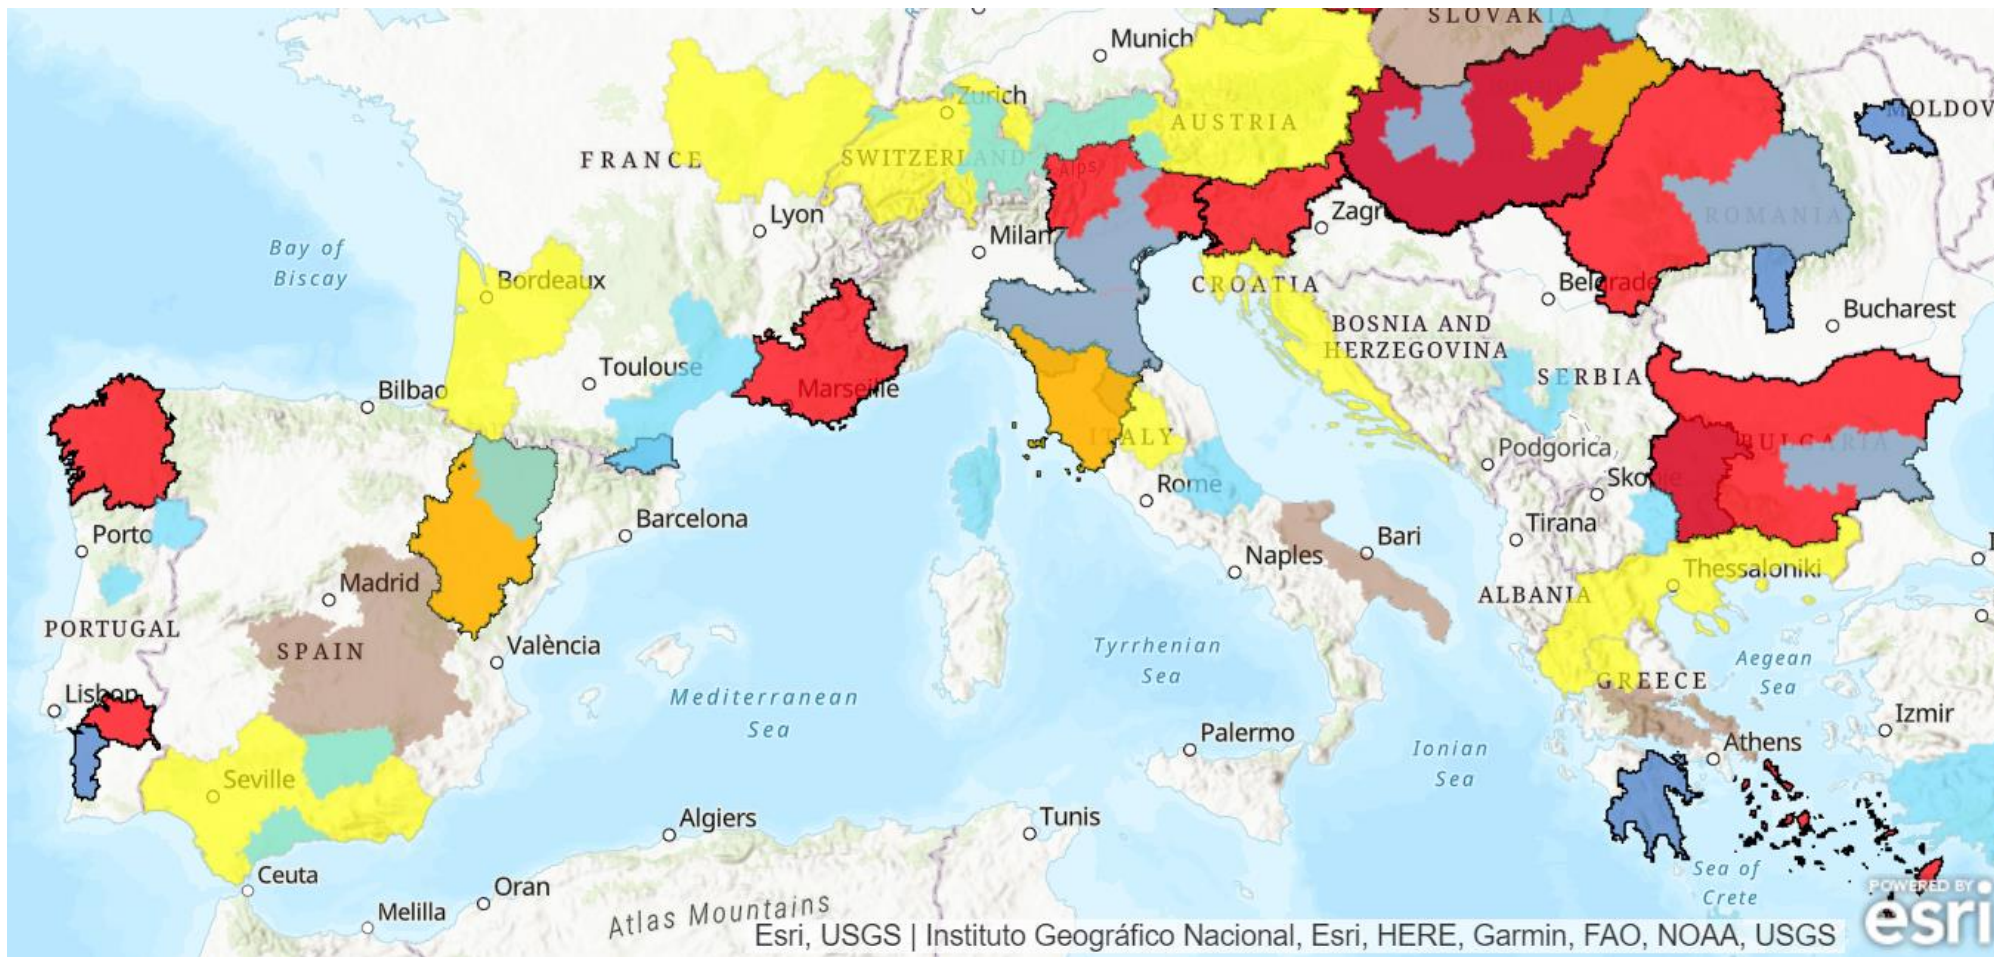 SLOVAKIA
Munich
Zurich
MOLDOV
AUSTRIA
FRANCE
SWITZERLAND
Alps
Lyon
Zagr
ROMANIA
Milan
Bay of
Biscay
Bordeaux
CROATIA
Belgrade
Bucharest
BOSNIA AND
HERZEGOVINA
Toulouse
SERBIA
Bilbao
Marseille
ITALY
BULGARIA
Podgorica
Skopje
Rome
Barcelona
Porto
Tirana
Bari
Naples
Thessaloniki
Madrid
ALBANIA
PORTUGAL
SPAIN
València
Tyrrhenian
Sea
Aegean
Sea
GREECE
Lisbon
Mediterranean
Sea
Izmir
Palermo
Ionian
Sea
Athens
Seville
Algiers
Tunis
Ceuta
Oran
Sea of
Crete
Melilla
Atlas Mountains
POWERED BY
esri
Esri, USGS | Instituto Geográfico Nacional, Esri, HERE, Garmin, FAO, NOAA, USGS